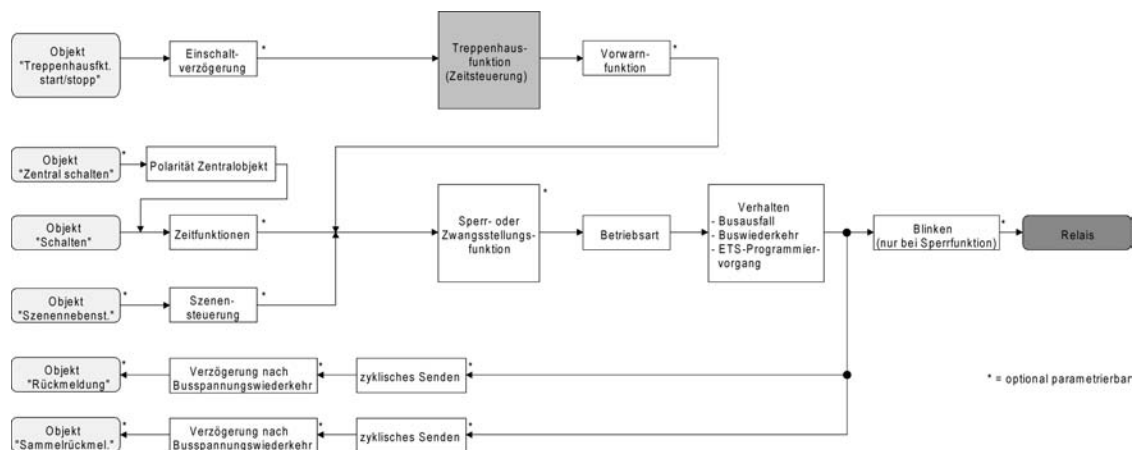 Objekt
"Treppenhausfkt.
start/stopp"
Einschalt-
verzögerung
*
Treppenhaus-
funktion
(Zeitsteuerung)
Vorwarn-
funktion
*
Objekt
"Zentral schalten"
*
Polarität Zentralobjekt
Objekt
"Schalten"
Zeitfunktionen
*
Sperr- oder
Zwangsstellungs-
funktion
*
Betriebsart
Verhalten
- Busausfall
- Buswiederkehr
- ETS-Programmier-
vorgang
Blinken
(nur bei Sperrfunktion)
*
Relais
Objekt
"Szenennebenst."
*
Szenen-
steuerung
*
Objekt
"Rückmeldung"
*
Verzögerung nach
Busspannungswiederkehr
*
zyklisches Senden
*
* = optional parametrierbar
Objekt
"Sammelrückmel."
*
Verzögerung nach
Busspannungswiederkehr
*
zyklisches Senden
*